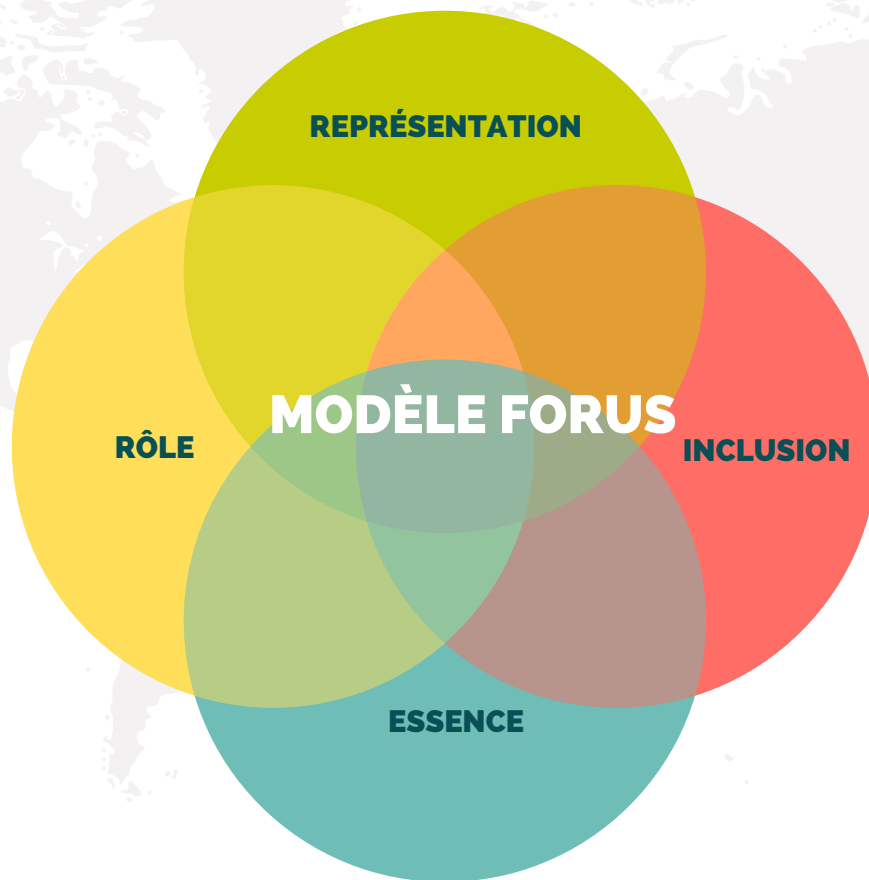 REPRÉSENTATION
MODÈLE FORUS
RÔLE
INCLUSION
ESSENCE